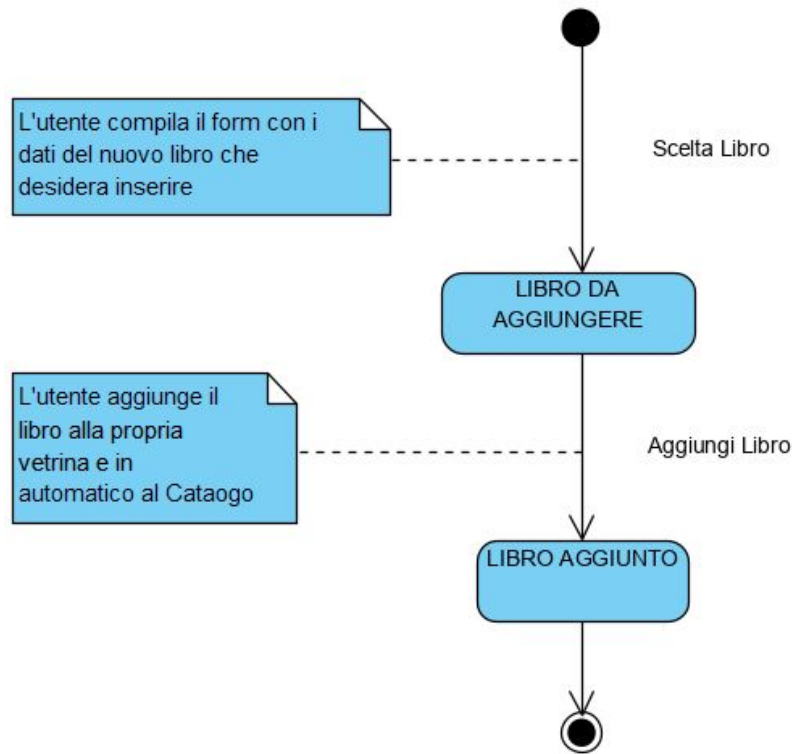 L'utente compila il form con i
dati del nuovo libro che
desidera inserire
Scelta Libro
LIBRO DA
AGGIUNGERE
L'utente aggiunge il
libro alla propria
vetrina e in
automatico al Cataogo
Aggiungi Libro
LIBRO AGGIUNTO